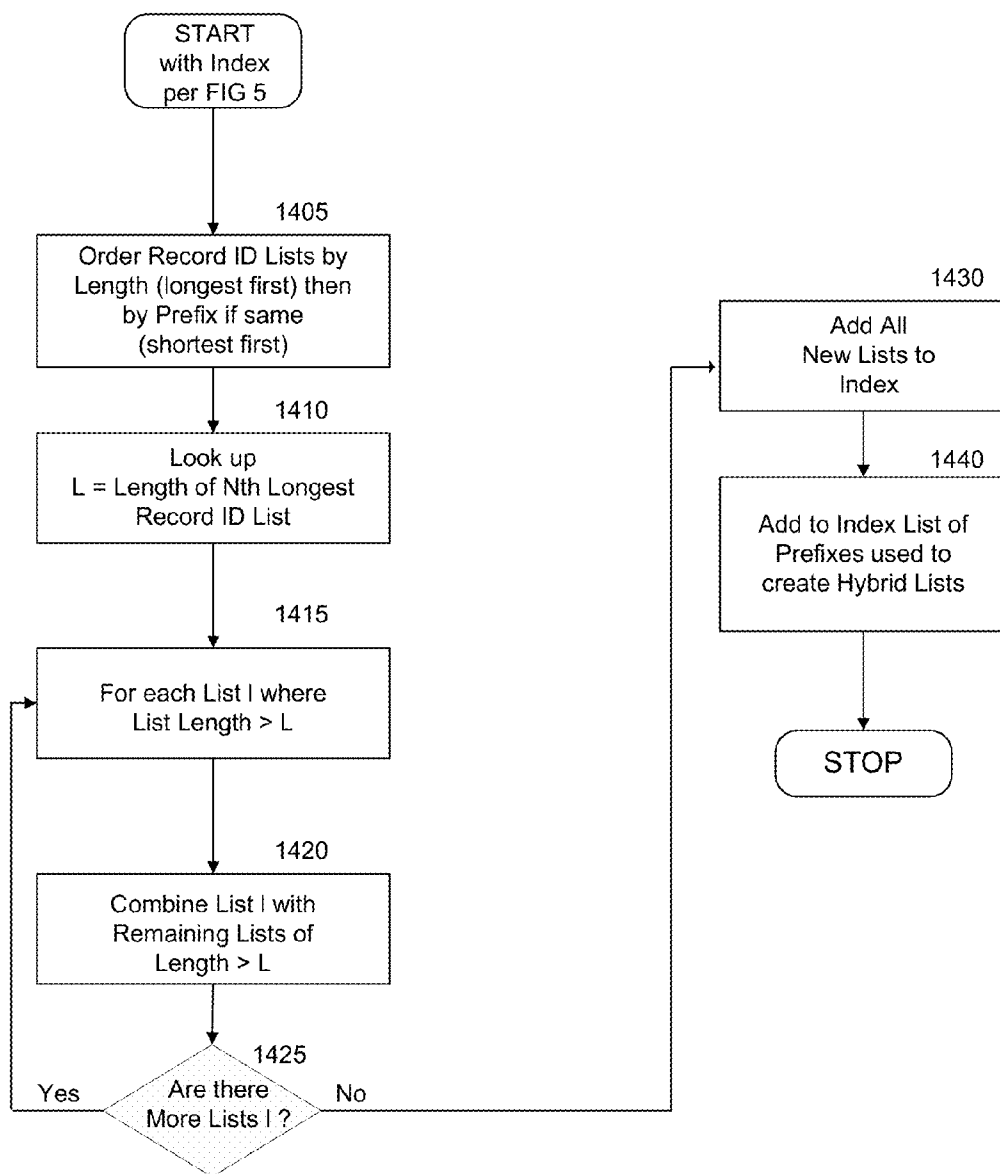 START
with Index
per FIG 5
1405
Order Record ID Lists by
Length (longest first) then
by Prefix if same
(shortest first)
1410
Look up
L = Length of Nth Longest
Record ID List
1415
For each List I where
List Length > L
1420
Combine List I with
Remaining Lists of
Length > L
1425
Are there
More Lists I ?
Yes
No
1430
Add All
New Lists to
Index
1440
Add to Index List of
Prefixes used to
create Hybrid Lists
STOP